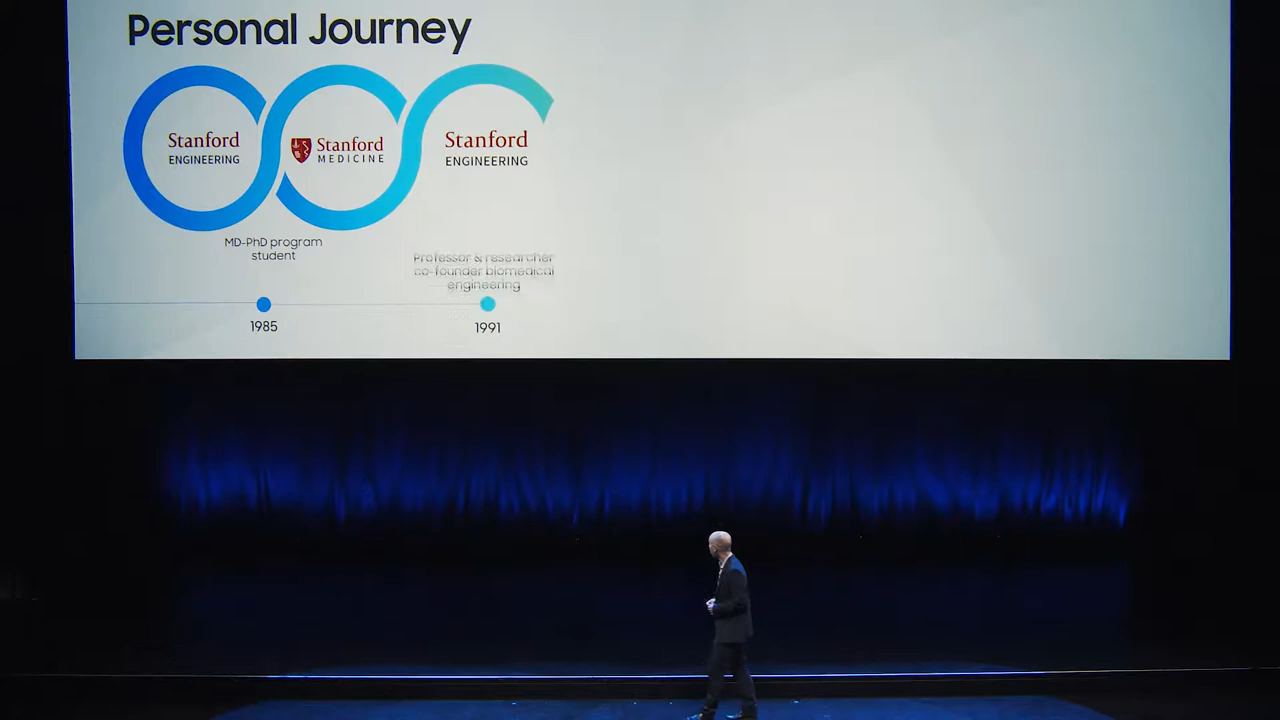 Personal Journey
Stanford
ENGINEERING
Stanford
MEDICINE
Stanford
ENGINEERING
MD-PhD program
student
Professor & researcher
co-founder biomedical
engineering
1985
1991